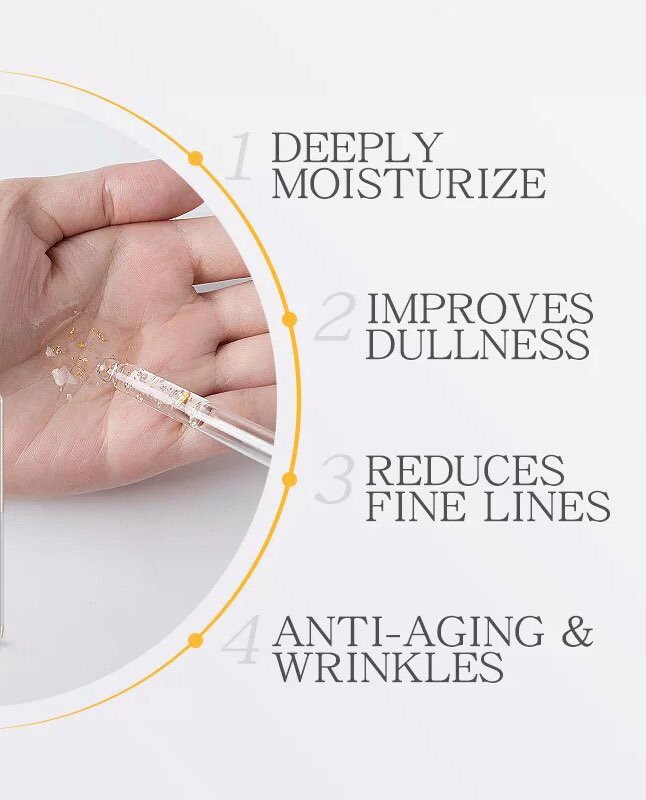 1 DEEPLY
MOISTURIZE
2 IMPROVES
DULLNESS
3 REDUCES
FINE LINES
4 ANTI-AGING &
WRINKLES